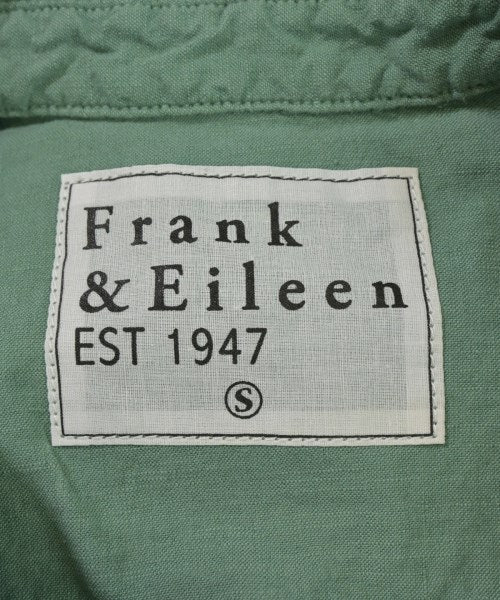 Frank
& Eileen
EST 1947
S